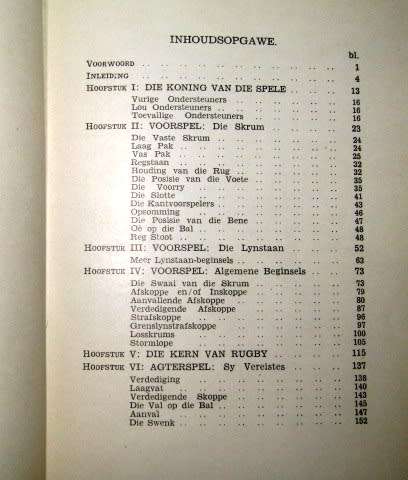 INHOUDSOPGAWE.
bl.
VOORWOORD .. .. .. .. .. .. .. .. .. 1
INLEIDING .. .. .. .. .. .. .. .. .. 4
HOOFSTUK I: DIE KONING VAN DIE SPELE .. .. .. 13
Vurige Ondersteuners .. .. .. .. .. 16
Lou Ondersteuners .. .. .. .. .. 16
Toevallige Ondersteuners .. .. .. .. 16
HOOFSTUK II: VOORSPEL: Die Skrum .. .. .. .. 23
Die Vaste Skrum .. .. .. .. .. 24
Laag Pak .. .. .. .. .. .. 24
Vas Pak .. .. .. .. .. .. 25
Regstaan .. .. .. .. .. .. 32
Houding van die Rug .. .. .. .. 32
Die Posisie van die Voete .. .. .. 35
Die Voorry .. .. .. .. .. .. 35
Die Slotte .. .. .. .. .. .. 41
Die Kantvoorspelers .. .. .. .. 43
Opsomming .. .. .. .. .. .. 46
Die Posisie van die Bene .. .. .. 47
Oë op die Bal .. .. .. .. .. 48
Reg Stoot .. .. .. .. .. .. 48
HOOFSTUK III: VOORSPEL: Die Lynstaan .. .. .. 52
Meer Lynstaan-beginsels .. .. .. .. 63
HOOFSTUK IV: VOORSPEL: Algemene Beginsels .. .. 73
Die Swaai van die Skrum .. .. .. .. 73
Afskoppe en/of Inskoppe .. .. .. .. 79
Aanvallende Afskoppe .. .. .. .. 80
Verdedigende Afskoppe .. .. .. .. 87
Strafskoppe .. .. .. .. .. .. 96
Grenslynstrafskoppe .. .. .. .. 97
Losskrums .. .. .. .. .. .. 100
Stormlope .. .. .. .. .. .. 105
HOOFSTUK V: DIE KERN VAN RUGBY .. .. .. .. 115
HOOFSTUK VI: AGTERSPEL: Sy Vereistes .. .. .. 137
Verdediging .. .. .. .. .. .. 138
Laagvat .. .. .. .. .. .. 140
Verdedigende Skoppe .. .. .. .. 143
Die Val op die Bal .. .. .. .. 145
Aanval .. .. .. .. .. .. 147
Die Swenk .. .. .. .. .. .. 152